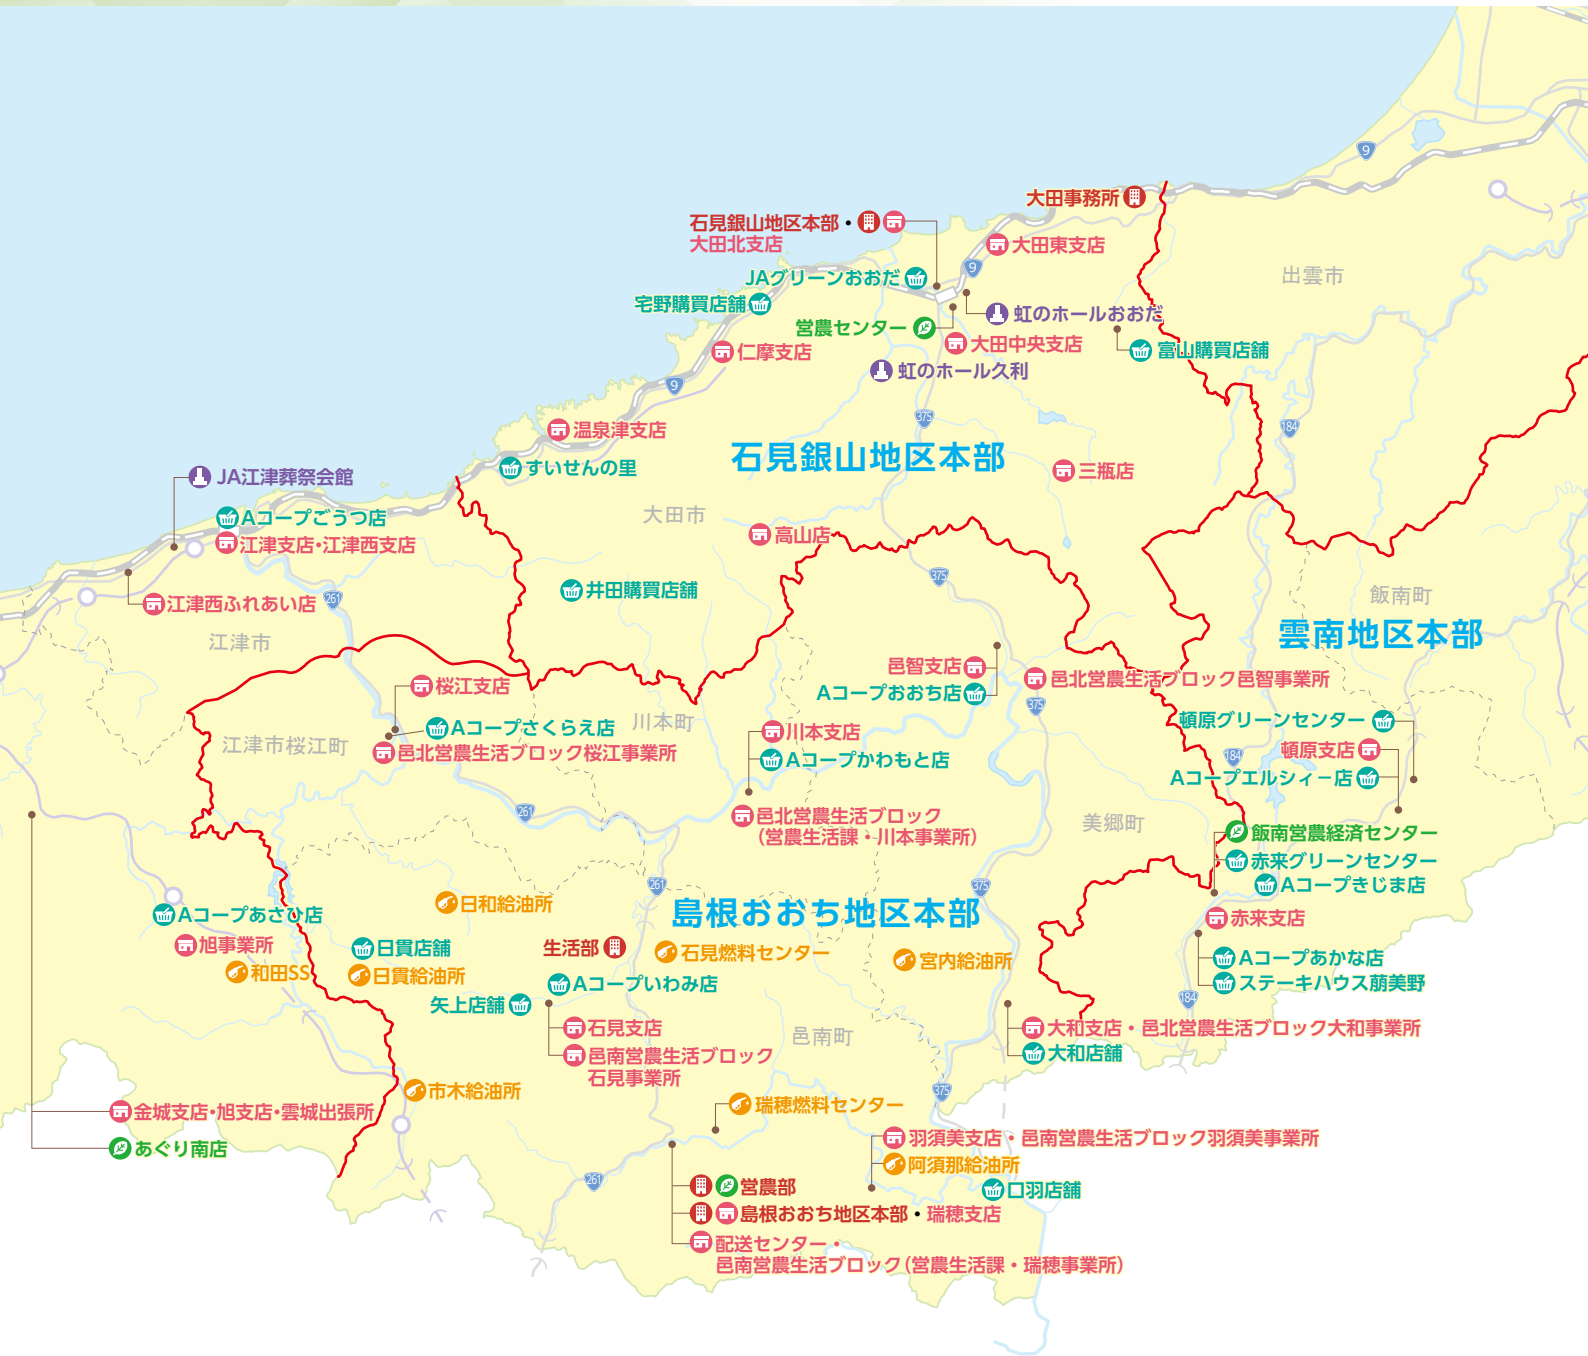 9
大田事務所
石見銀山地区本部・
大田北支店
大田東支店
9
JAグリーンおおだ
出雲市
宅野購買店舗
虹のホールおおだ
営農センター
大田中央支店
富山購買店舗
仁摩支店
虹のホール久利
9
375
184
温泉津支店
石見銀山地区本部
すいせんの里
三瓶店
JA江津葬祭会館
大田市
Aコープごうつ店
高山店
江津支店・江津西支店
375
井田購買店舗
飯南町
261
江津西ふれあい店
雲南地区本部
江津市
邑智支店
邑北営農生活ブロック邑智事業所
桜江支店
Aコープおおち店
375
川本町
頓原グリーンセンター
Aコープさくらえ店
川本支店
江津市桜江町
頓原支店
邑北営農生活ブロック桜江事業所
184
Aコープかわもと店
Aコープエルシィー店
261
邑北営農生活ブロック
(営農生活課・川本事業所)
美郷町
飯南営農経済センター
赤来グリーンセンター
261
375
Aコープきじま店
日和給油所
島根おおち地区本部
Aコープあさひ店
赤来支店
旭事業所
日貫店舗
生活部
石見燃料センター
Aコープあかな店
宮内給油所
和田SS
日貫給油所
Aコープいわみ店
ステーキハウス萠美野
矢上店舗
184
石見支店
大和支店・邑北営農生活ブロック大和事業所
邑南町
邑南営農生活ブロック
石見事業所
大和店舗
市木給油所
375
瑞穂燃料センター
金城支店・旭支店・雲城出張所
羽須美支店・邑南営農生活ブロック羽須美事業所
あぐり南店
阿須那給油所
261
営農部
口羽店舗
島根おおち地区本部・瑞穂支店
配送センター・
邑南営農生活ブロック(営農生活課・瑞穂事業所)